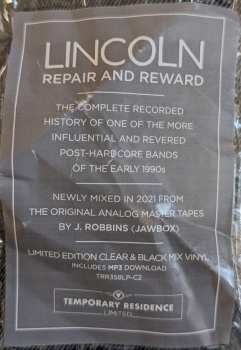 LINCOLN
REPAIR AND REWARD
THE COMPLETE RECORDED
HISTORY OF ONE OF THE MORE
INFLUENTIAL AND REVERED
POST-HARDCORE BANDS
OF THE EARLY 1990s
NEWLY MIXED IN 2021 FROM
THE ORIGINAL ANALOG MASTER TAPES
BY J. ROBBINS (JAWBOX)
LIMITED EDITION CLEAR & BLACK MIX VINYL
INCLUDES MP3 DOWNLOAD
TRR358LP-C2
TEMPORARY RESIDENCE
LIMITED